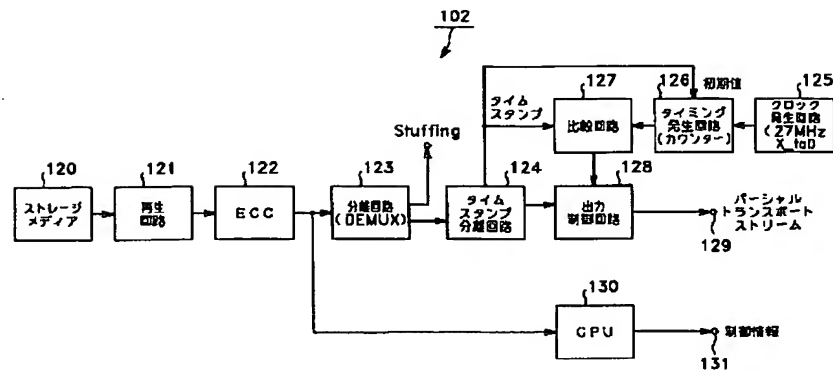 102
127
126
初期値
125
タイム
スタンプ
比較回路
タイミング
発生回路
(カウンター)
クロック
発生回路
(27MHz
X_tal)
Stuffing
120
121
122
123
124
128
ストレージ
メディア
再生
回路
ECC
分離回路
(DEMUX)
タイム
スタンプ
分離回路
出力
制御回路
パーシャル
トランスポート
ストリーム
129
130
CPU
制御情報
131